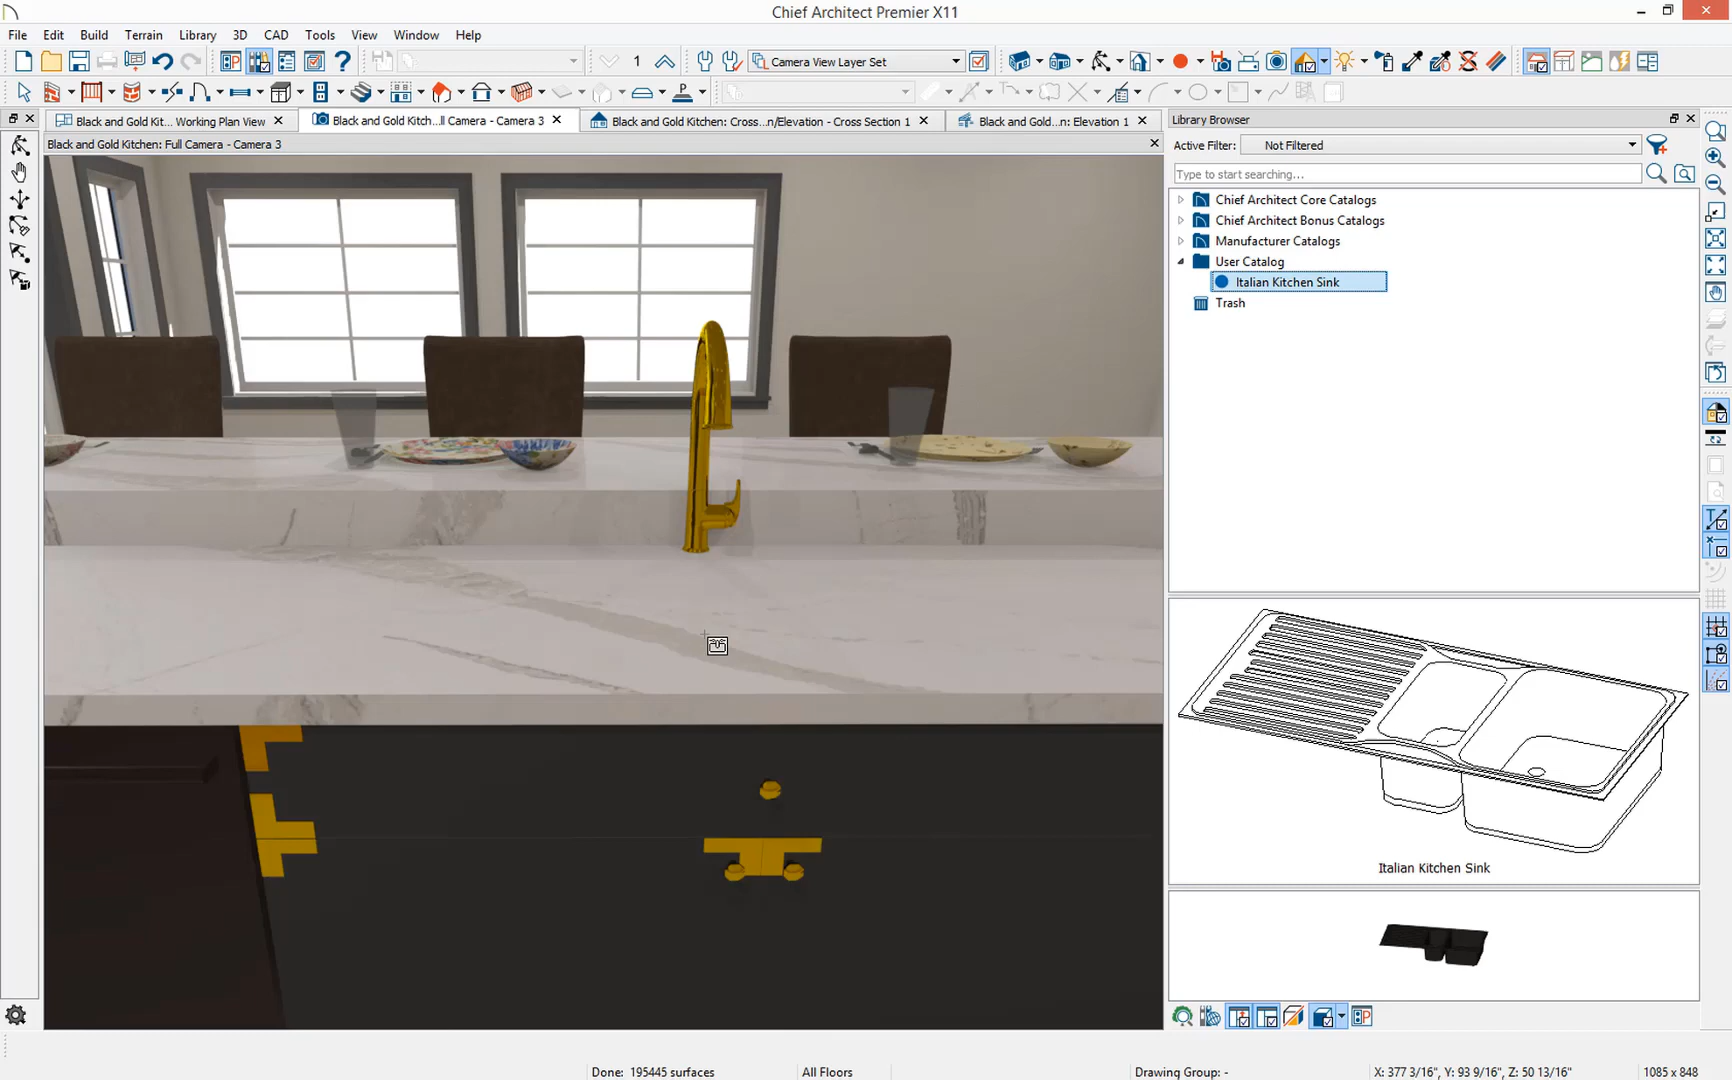 Chief Architect Premier X11
File Edit Build Terrain Library 3D CAD Tools View Window Help
1 Camera View Layer Set
Black and Gold Kit... Working Plan View
Black and Gold Kitch...ll Camera - Camera 3
Black and Gold Kitchen: Cross...n/Elevation - Cross Section 1
Black and Gold...n: Elevation 1
Library Browser
Black and Gold Kitchen: Full Camera - Camera 3
Active Filter: Not Filtered
Type to start searching...
Chief Architect Core Catalogs
Chief Architect Bonus Catalogs
Manufacturer Catalogs
User Catalog
Italian Kitchen Sink
Trash
Italian Kitchen Sink
Done: 195445 surfaces
All Floors
Drawing Group: -
X: 377 3/16", Y: 93 9/16", Z: 50 13/16"
1085 x 848